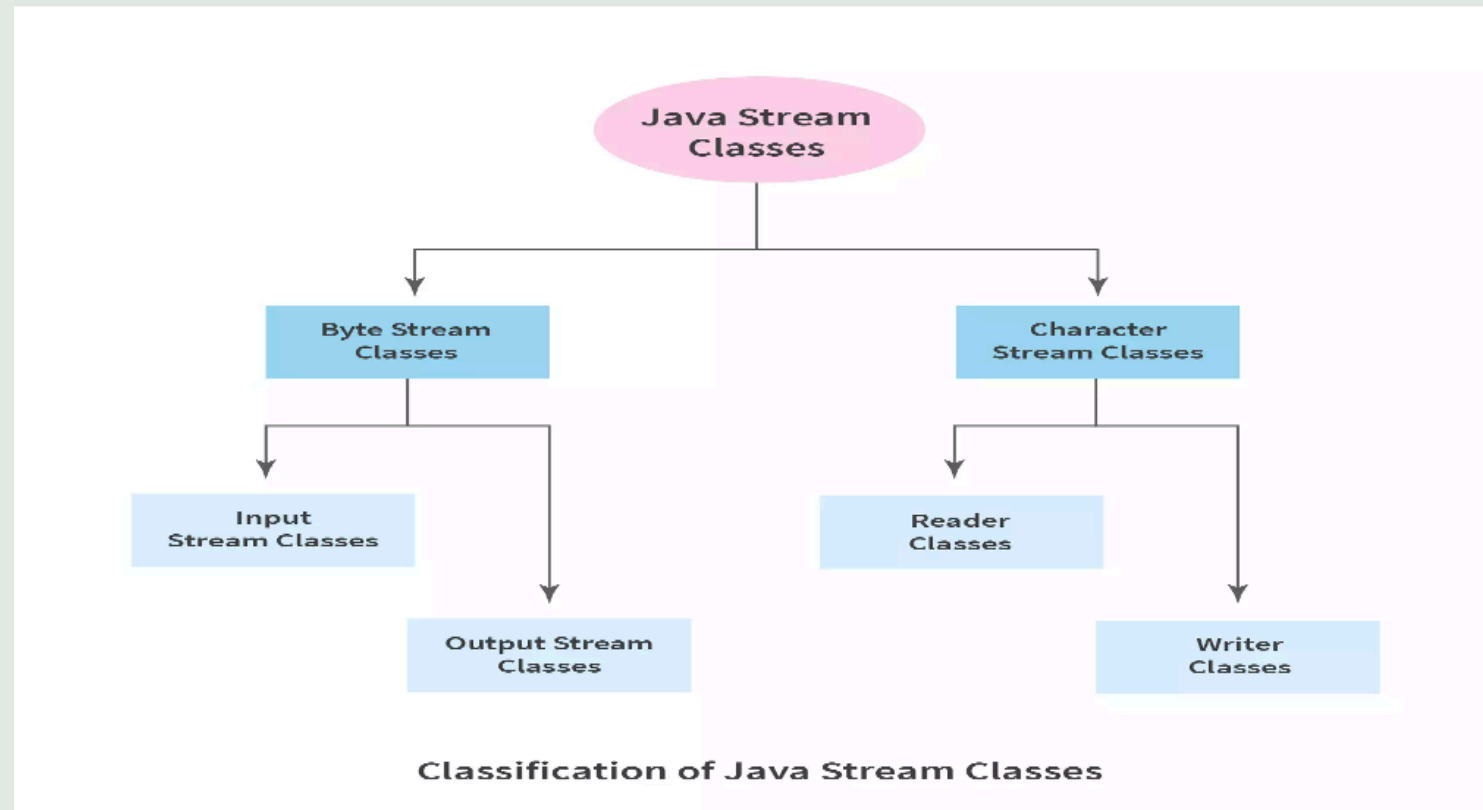 Java Stream
Classes
Byte Stream
Classes
Character
Stream Classes
Input
Stream Classes
Reader
Classes
Output Stream
Classes
Writer
Classes
Classification of Java Stream Classes